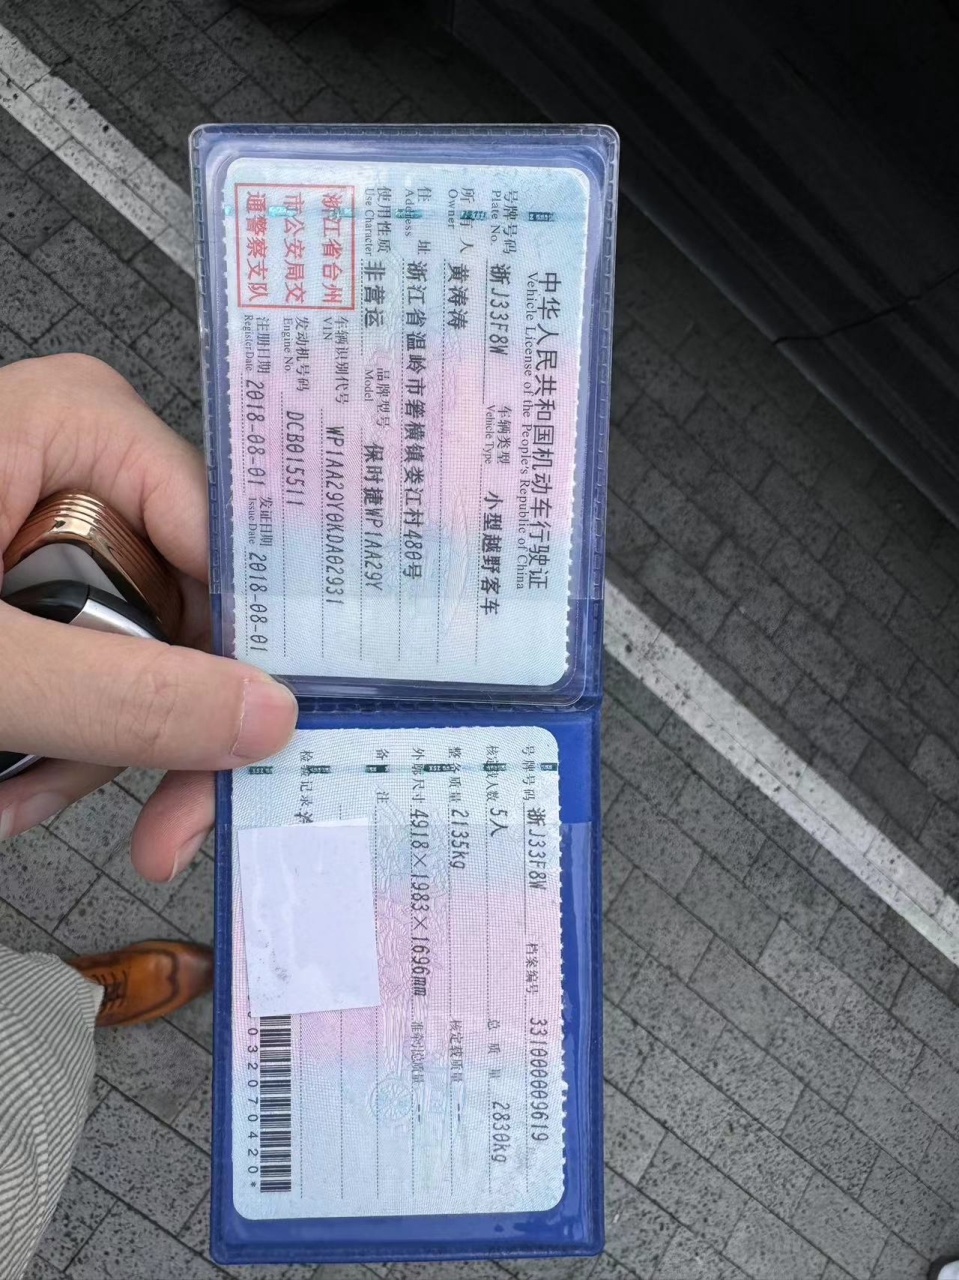 中华人民共和国机动车行驶证
Vehicle License of the People's Republic of China
号牌号码 浙J33F8W 车辆类型 小型越野客车
Plate No. Vehicle Type
所有人 黄涛涛
Owner
住址 浙江省温岭市箬横镇娄江村480号
Address
使用性质 非营运 品牌型号 保时捷WP1AA29Y
Use Character Model
浙江省台州
市公安局交
通警察支队
车辆识别代号 WP1AA29Y0KDA02931
VIN
发动机号码 DCB015511
Engine No.
注册日期 2018-08-01 发证日期 2018-08-01
Register Date Issue Date
号牌号码 浙J33F8W 档案编号 331000009619
核定载人数 5人 总质量 2830kg
整备质量 2135kg 核定载质量 --
外廓尺寸 4918×1983×1696mm 准牵引总质量 --
备注
检验记录
032070420*